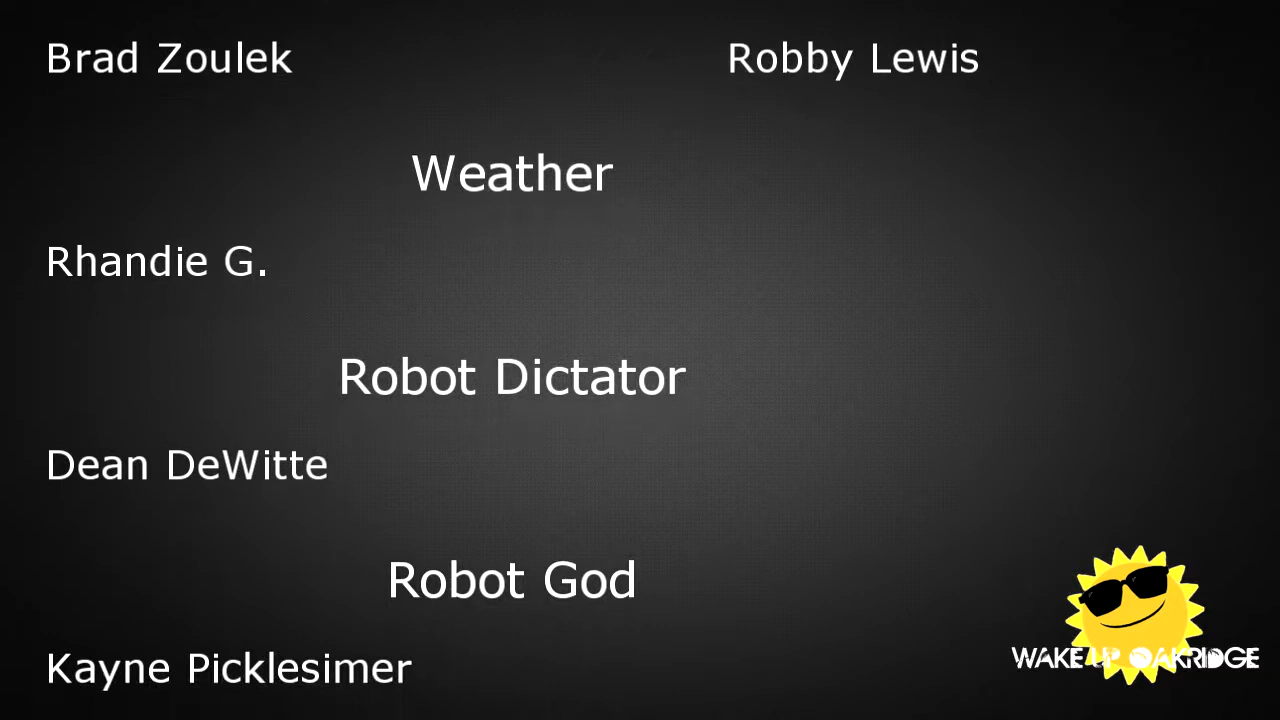 Brad Zoulek Robby Lewis
Weather
Rhandie G.
Robot Dictator
Dean DeWitte
Robot God
Kayne Picklesimer
WAKE UP OAKRIDGE